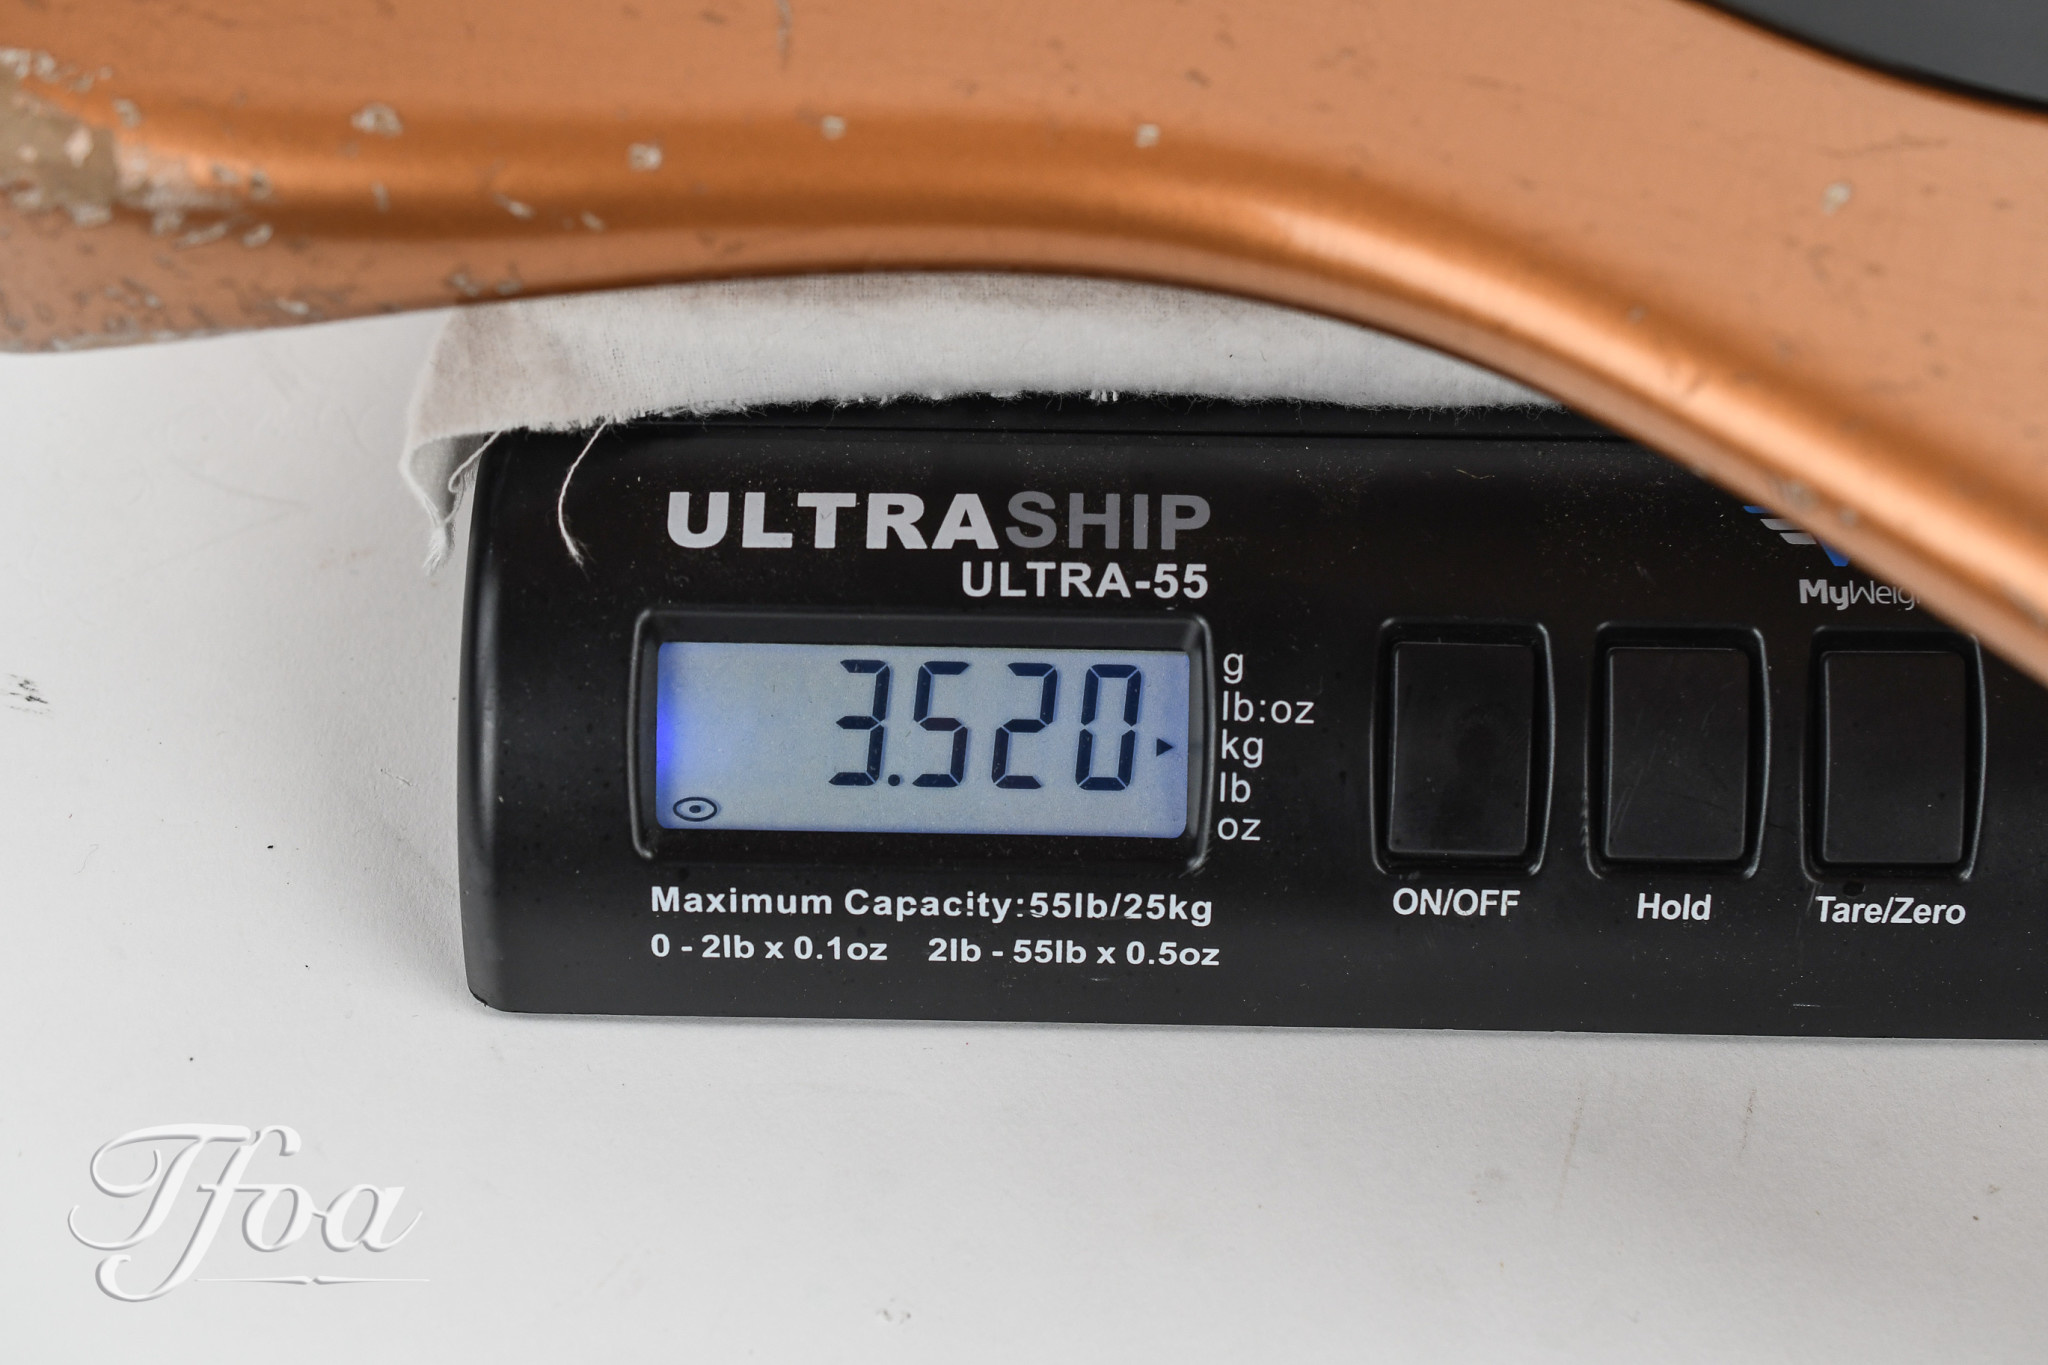 ULTRASHIP
ULTRA-55
3.520
g
lb:oz
kg
lb
oz
Maximum Capacity:55lb/25kg
0 - 2lb x 0.1oz 2lb - 55lb x 0.5oz
ON/OFF
Hold
Tare/Zero
Tfoa